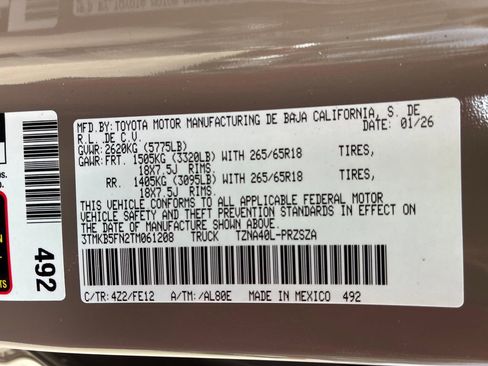 MFD.BY: TOYOTA MOTOR MANUFACTURING DE BAJA CALIFORNIA, S. DE
R.L. DE C.V. DATE: 01/26
GVWR: 2620KG (5775LB)
GAWR: FRT. 1505KG (3320LB) WITH 265/65R18 TIRES,
18X7.5J RIMS
RR. 1405KG (3095LB) WITH 265/65R18 TIRES,
18X7.5J RIMS
THIS VEHICLE CONFORMS TO ALL APPLICABLE FEDERAL MOTOR
VEHICLE SAFETY AND THEFT PREVENTION STANDARDS IN EFFECT ON
THE DATE OF MANUFACTURE SHOWN ABOVE.
3TMKB5FN2TM061208 TRUCK TZNA40L-PRZSZA
C/TR: 4Z2/FE12 A/TM: /AL80E MADE IN MEXICO 492
492